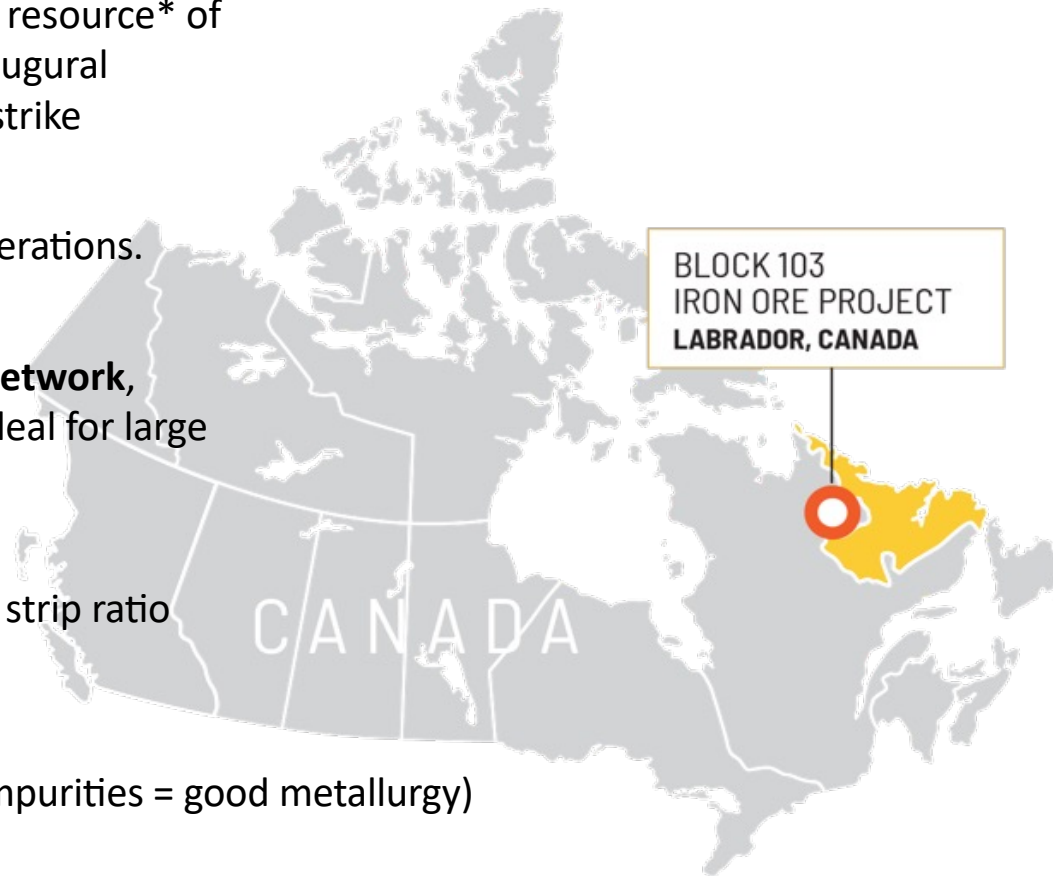 resource* of
augural
strike
erations.
etwork,
deal for large
strip ratio
mpurities = good metallurgy)
BLOCK 103
IRON ORE PROJECT
LABRADOR, CANADA
CANADA